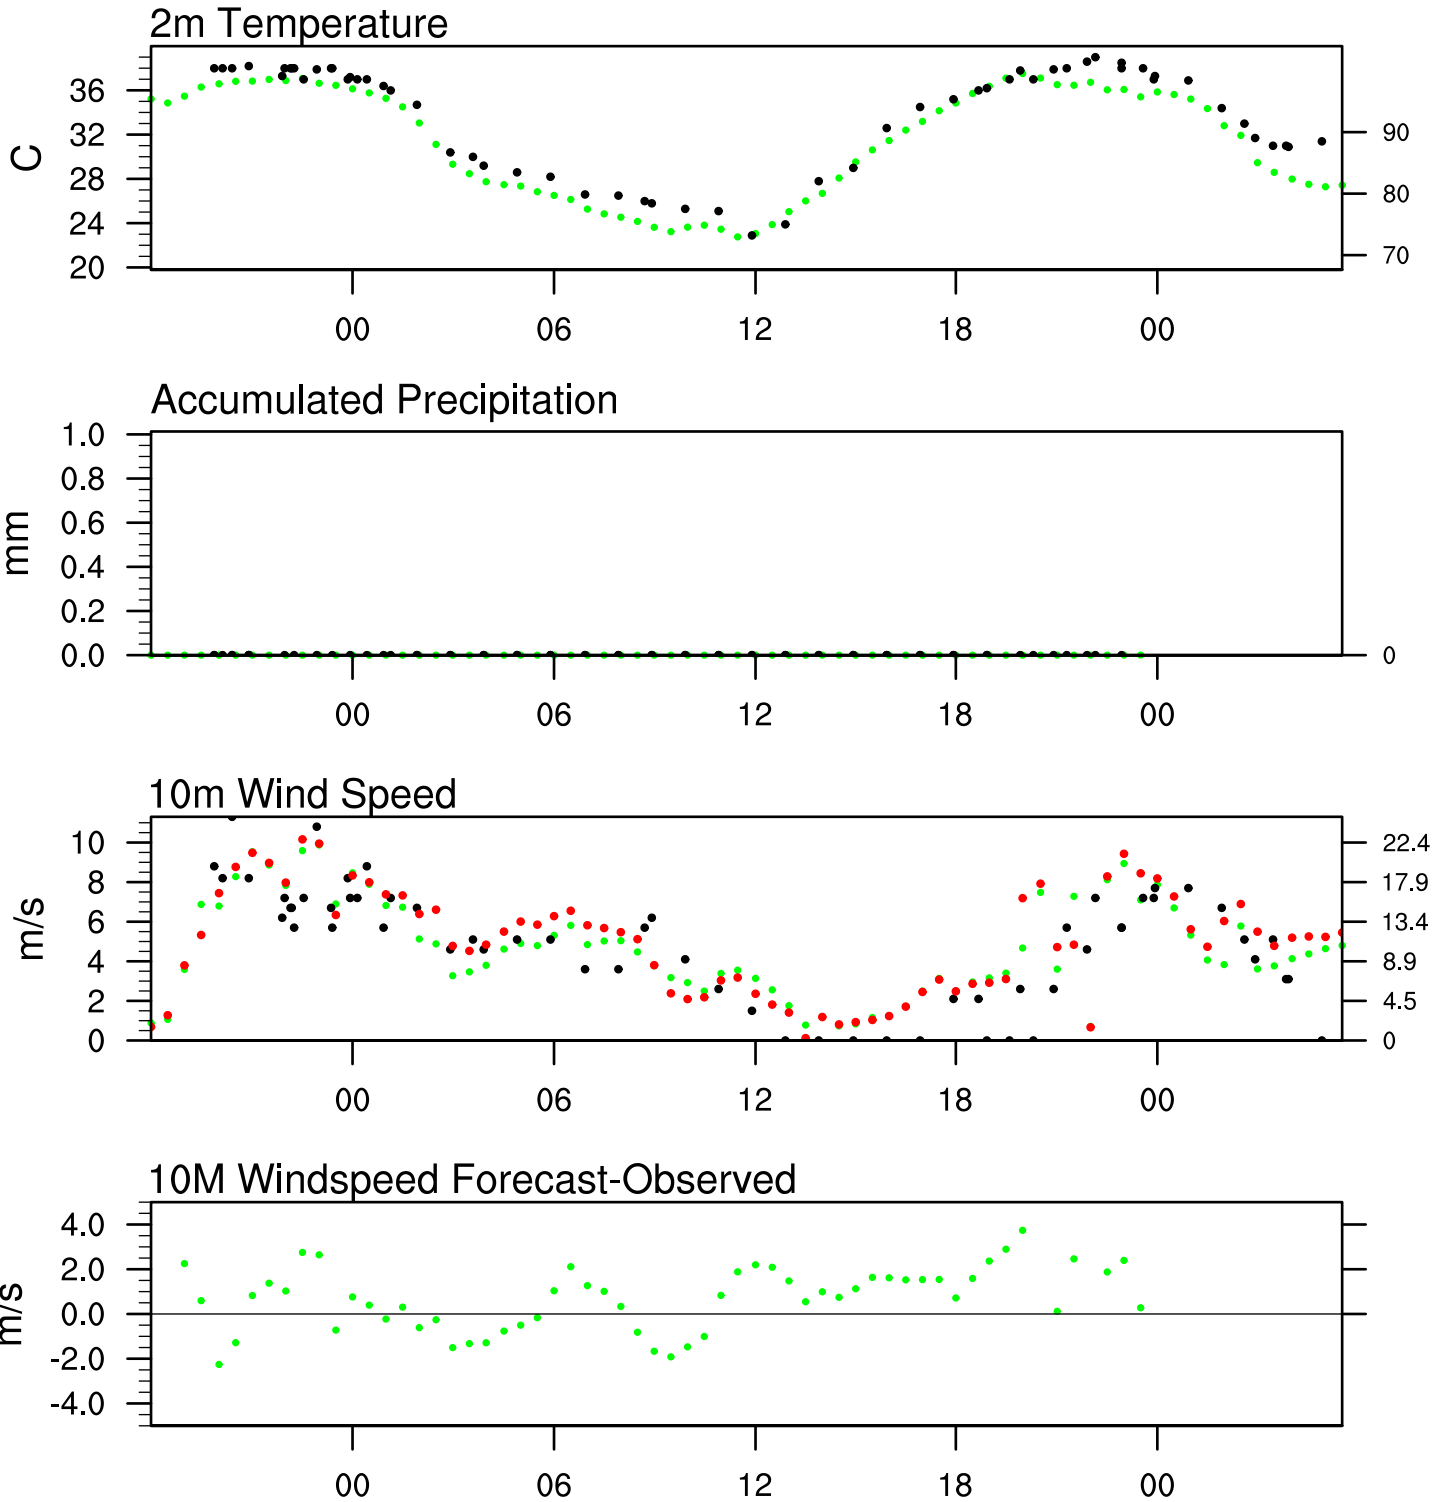 2m Temperature
C
36
32
28
24
20
90
80
70
00 06 12 18 00
Accumulated Precipitation
mm
1.0
0.8
0.6
0.4
0.2
0.0
0
00 06 12 18 00
10m Wind Speed
m/s
10
8
6
4
2
0
22.4
17.9
13.4
8.9
4.5
0
00 06 12 18 00
10M Windspeed Forecast-Observed
m/s
4.0
2.0
0.0
-2.0
-4.0
00 06 12 18 00